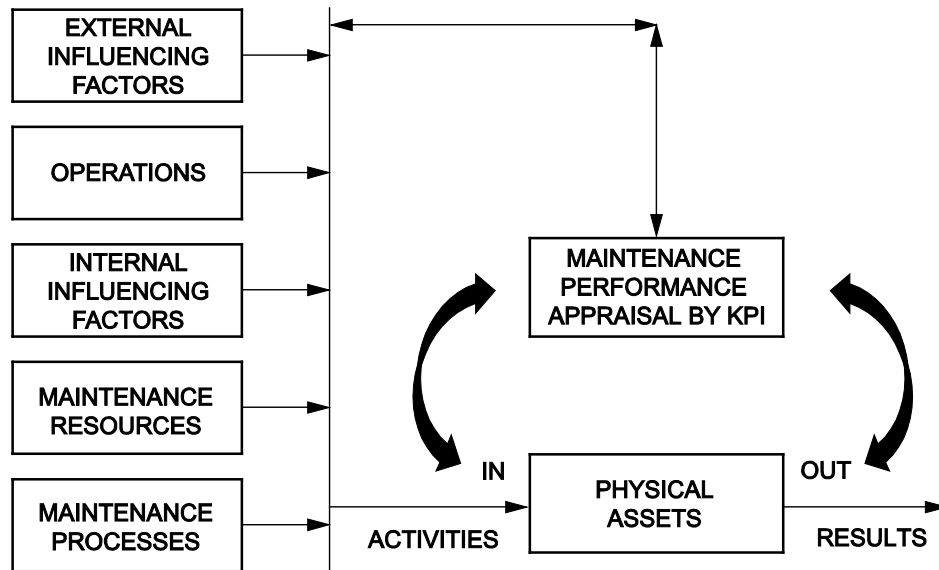 EXTERNAL
INFLUENCING
FACTORS
OPERATIONS
INTERNAL
INFLUENCING
FACTORS
MAINTENANCE
RESOURCES
MAINTENANCE
PROCESSES
MAINTENANCE
PERFORMANCE
APPRAISAL BY KPI
IN
OUT
PHYSICAL
ASSETS
ACTIVITIES
RESULTS